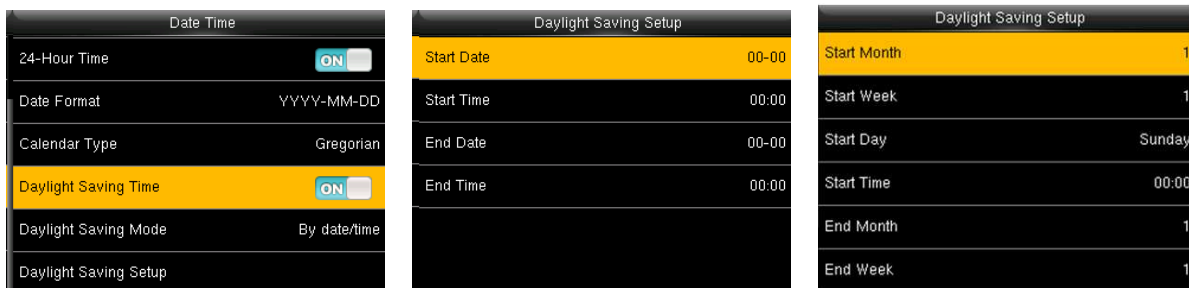 Date Time
24-Hour Time ON
Date Format YYYY-MM-DD
Calendar Type Gregorian
Daylight Saving Time ON
Daylight Saving Mode By date/time
Daylight Saving Setup
Daylight Saving Setup
Start Date 00-00
Start Time 00:00
End Date 00-00
End Time 00:00
Daylight Saving Setup
Start Month 1
Start Week 1
Start Day Sunday
Start Time 00:00
End Month 1
End Week 1